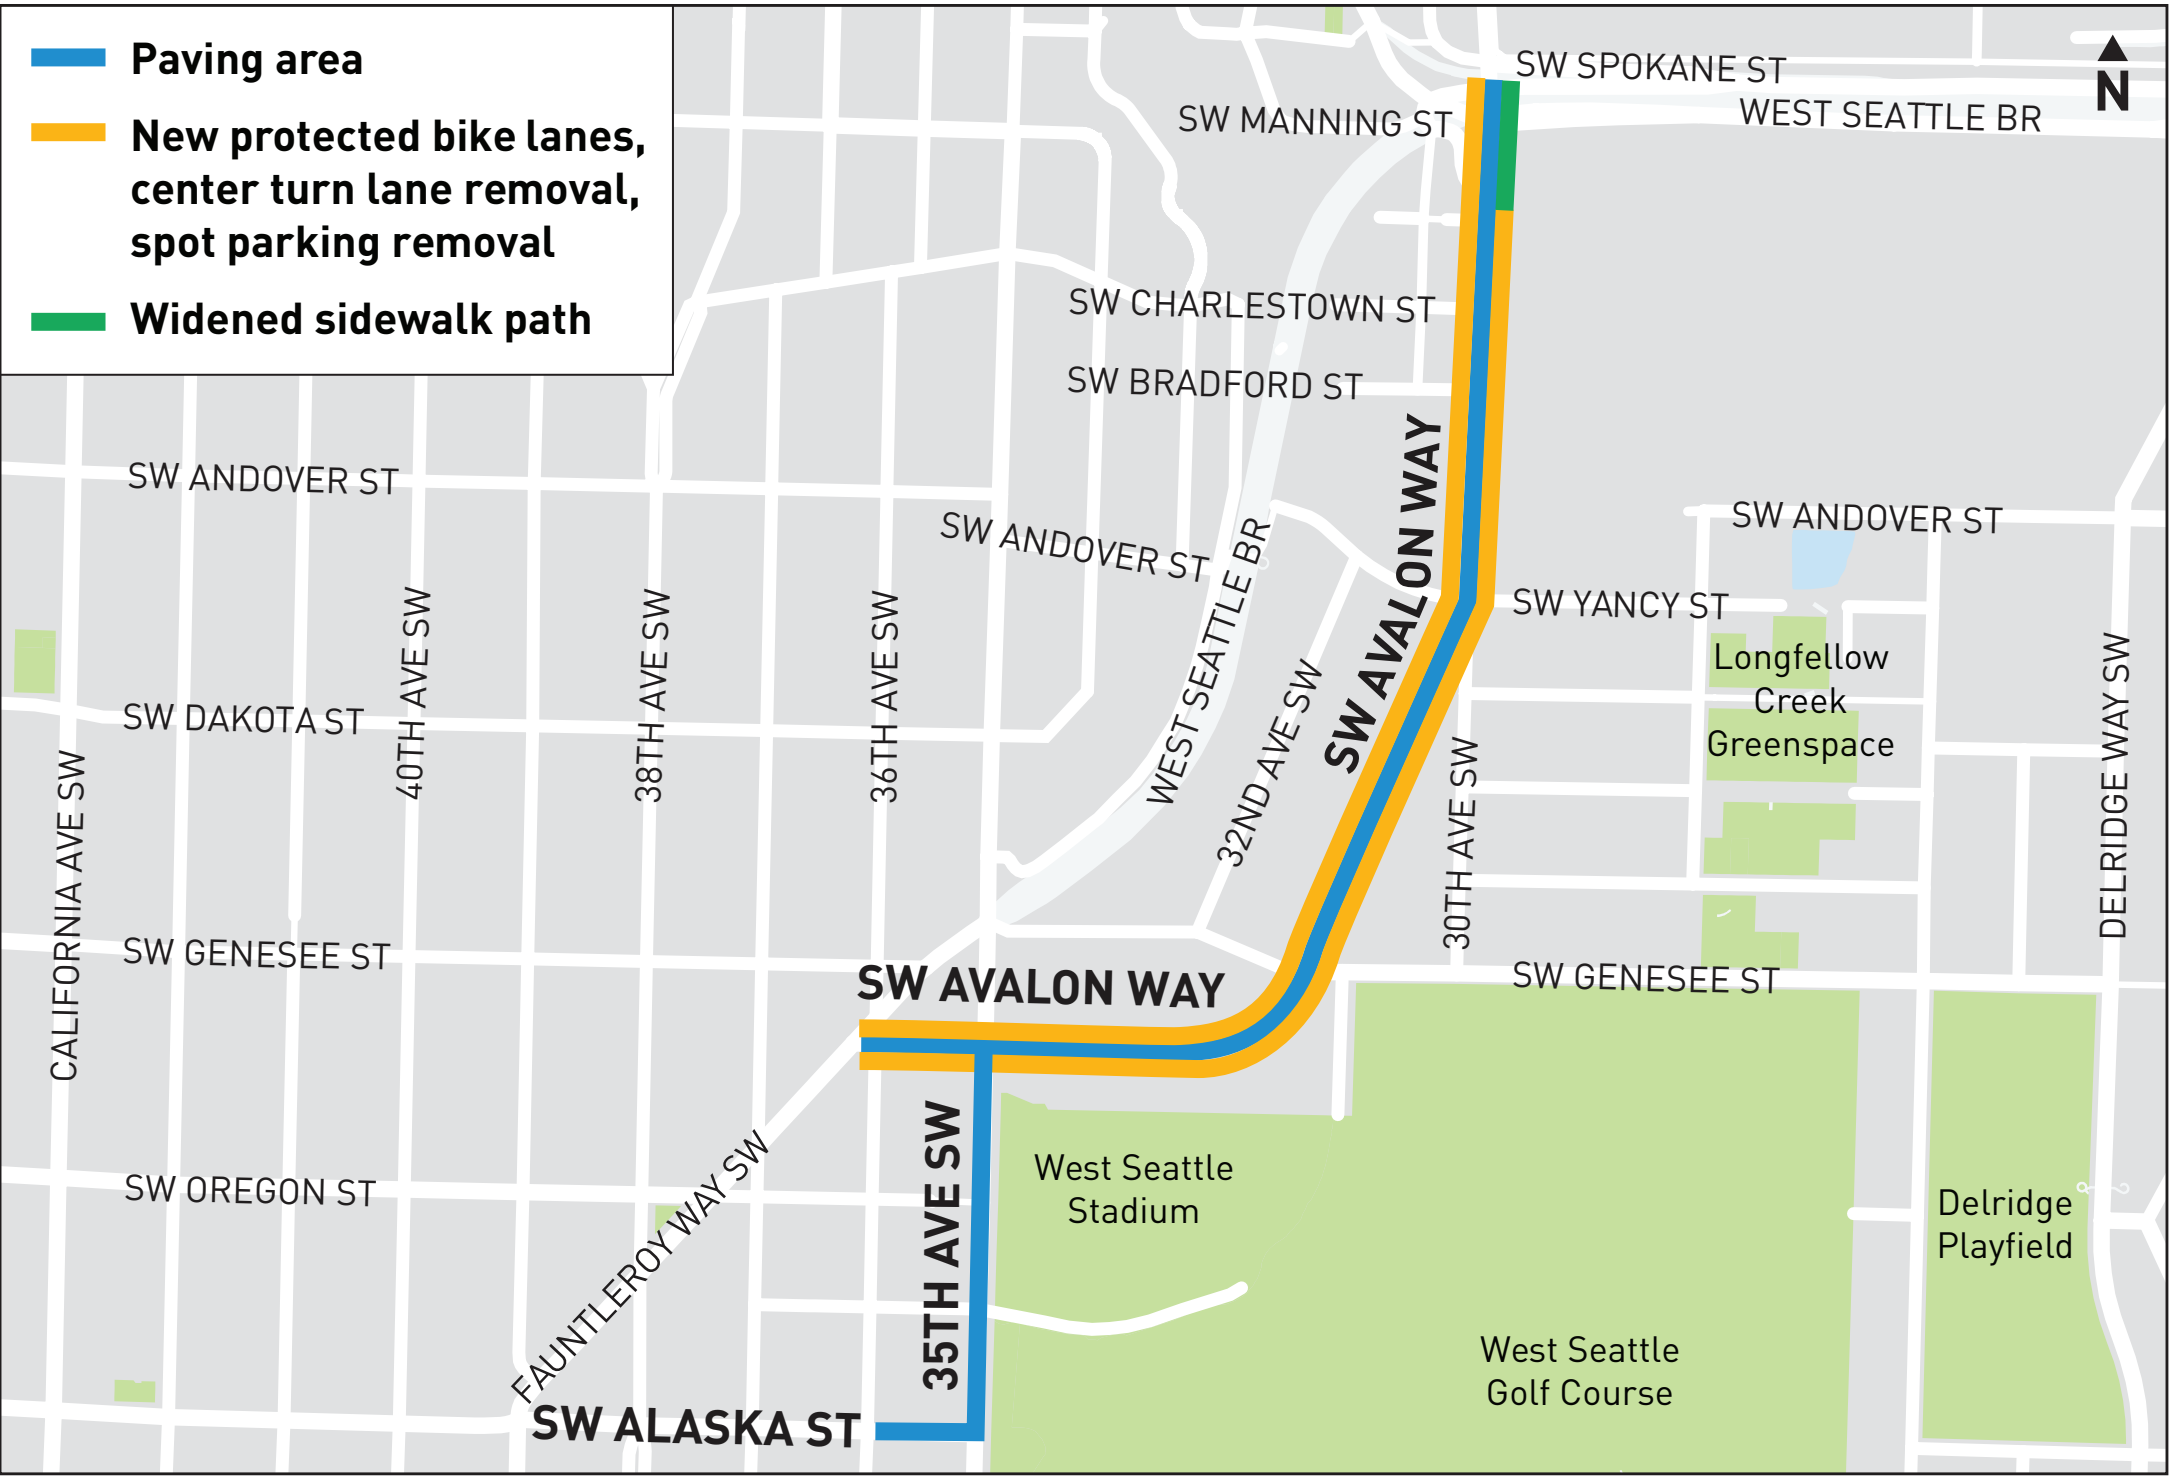 Paving area
New protected bike lanes,
center turn lane removal,
spot parking removal
Widened sidewalk path
N
SW SPOKANE ST
WEST SEATTLE BR
SW MANNING ST
SW CHARLESTOWN ST
SW BRADFORD ST
SW AVALON WAY
SW ANDOVER ST
SW ANDOVER ST
SW ANDOVER ST
WEST SEATTLE BR
SW YANCY ST
40TH AVE SW
38TH AVE SW
36TH AVE SW
32ND AVE SW
SW AVALON WAY
Longfellow
Creek
Greenspace
SW DAKOTA ST
30TH AVE SW
DELRIDGE WAY SW
CALIFORNIA AVE SW
SW GENESEE ST
SW AVALON WAY
SW GENESEE ST
SW OREGON ST
FAUNTLEROY WAY SW
35TH AVE SW
West Seattle
Stadium
Delridge
Playfield
West Seattle
Golf Course
SW ALASKA ST